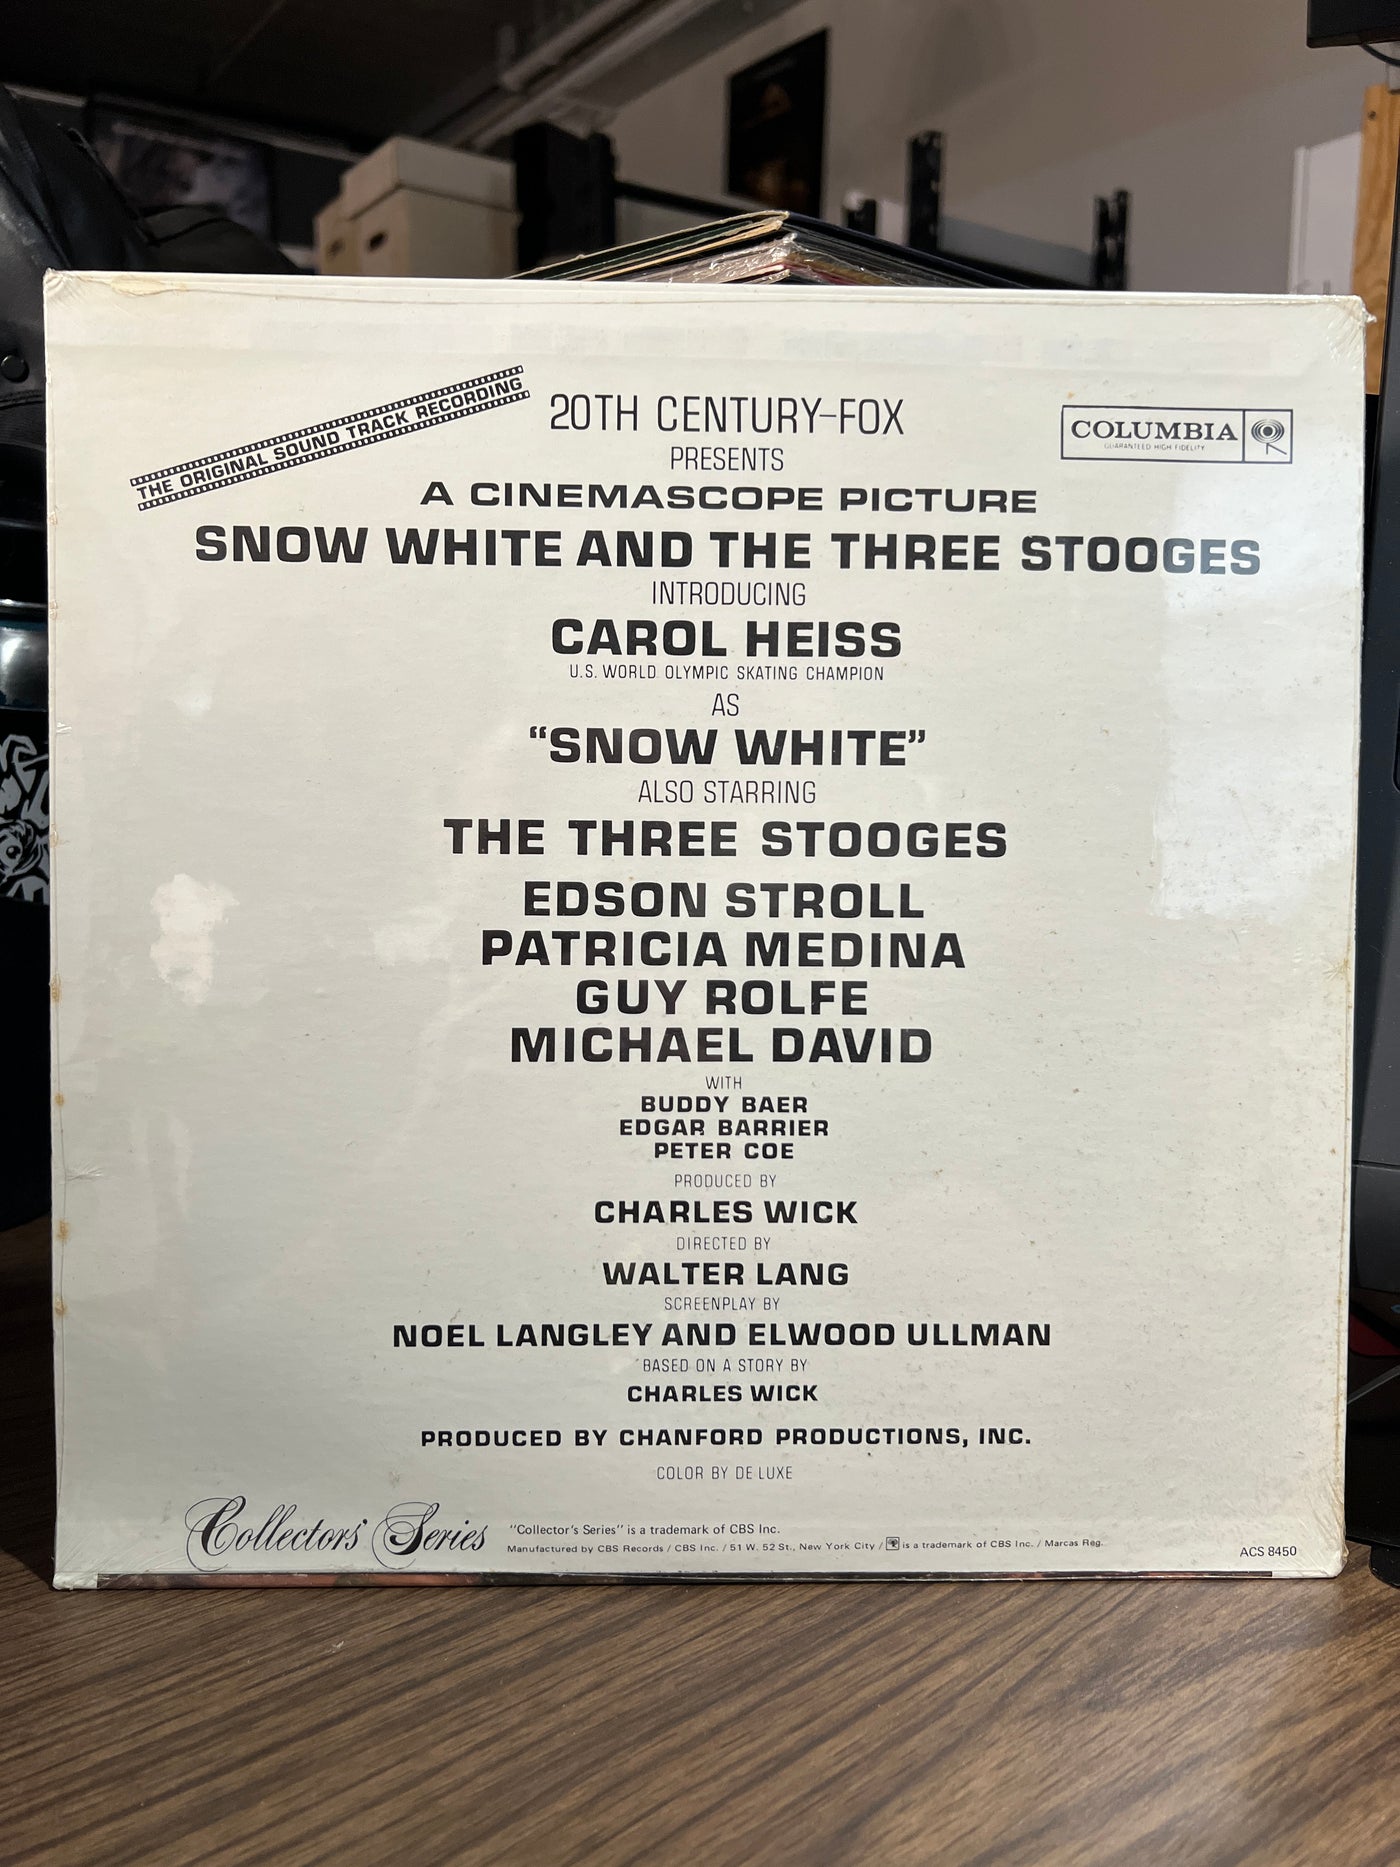 THE ORIGINAL SOUND TRACK RECORDING
20TH CENTURY-FOX
COLUMBIA
GUARANTEED HIGH FIDELITY
PRESENTS
A CINEMASCOPE PICTURE
SNOW WHITE AND THE THREE STOOGES
INTRODUCING
CAROL HEISS
U.S. WORLD OLYMPIC SKATING CHAMPION
AS
“SNOW WHITE”
ALSO STARRING
THE THREE STOOGES
EDSON STROLL
PATRICIA MEDINA
GUY ROLFE
MICHAEL DAVID
WITH
BUDDY BAER
EDGAR BARRIER
PETER COE
PRODUCED BY
CHARLES WICK
DIRECTED BY
WALTER LANG
SCREENPLAY BY
NOEL LANGLEY AND ELWOOD ULLMAN
BASED ON A STORY BY
CHARLES WICK
PRODUCED BY CHANFORD PRODUCTIONS, INC.
COLOR BY DE LUXE
Collectors' Series
"Collector's Series" is a trademark of CBS Inc.
Manufactured by CBS Records / CBS Inc. / 51 W. 52 St., New York City / is a trademark of CBS Inc. / Marcas Reg.
ACS 8450